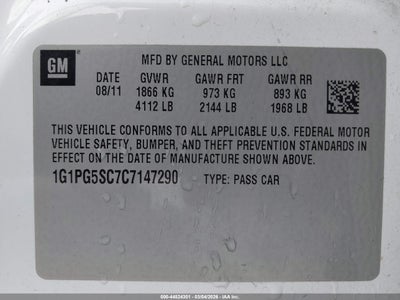 GM
MFD BY GENERAL MOTORS LLC
DATE GVWR GAWR FRT GAWR RR
08/11 1866 KG 973 KG 893 KG
4112 LB 2144 LB 1968 LB
THIS VEHICLE CONFORMS TO ALL APPLICABLE U.S. FEDERAL MOTOR
VEHICLE SAFETY, BUMPER, AND THEFT PREVENTION STANDARDS IN
EFFECT ON THE DATE OF MANUFACTURE SHOWN ABOVE.
1G1PG5SC7C7147290 TYPE: PASS CAR